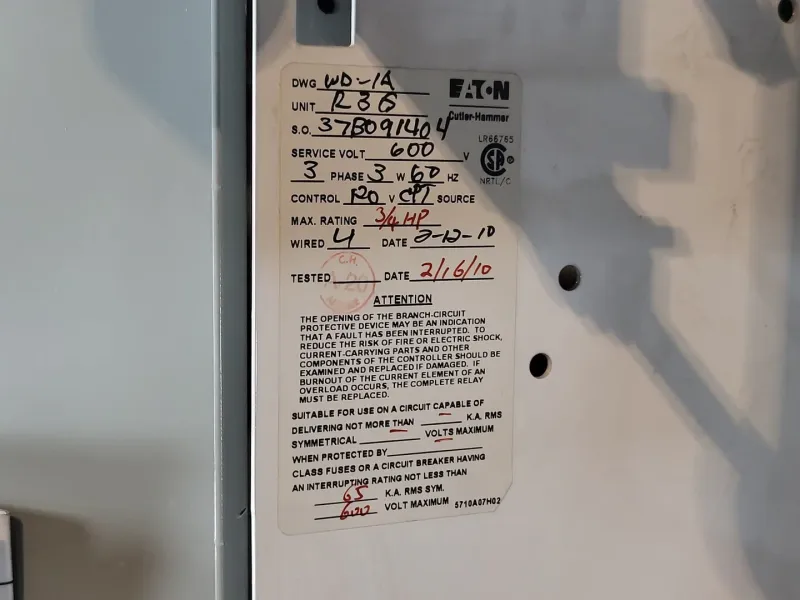 DWG WD-1A
EATON
UNIT R3G
Cutler-Hammer
S.O. 37B091404
LR66765
SERVICE VOLT 600 V
SP ®
NRTL/C
3 PHASE 3 W 60 HZ
CONTROL 120 V CPT SOURCE
MAX. RATING 3/4 HP
WIRED 4 DATE 2-12-10
C.H.
TESTED DATE 2/16/10
ATTENTION
THE OPENING OF THE BRANCH-CIRCUIT
PROTECTIVE DEVICE MAY BE AN INDICATION
THAT A FAULT HAS BEEN INTERRUPTED. TO
REDUCE THE RISK OF FIRE OR ELECTRIC SHOCK,
CURRENT-CARRYING PARTS AND OTHER
COMPONENTS OF THE CONTROLLER SHOULD BE
EXAMINED AND REPLACED IF DAMAGED. IF
BURNOUT OF THE CURRENT ELEMENT OF AN
OVERLOAD OCCURS, THE COMPLETE RELAY
MUST BE REPLACED.
SUITABLE FOR USE ON A CIRCUIT CAPABLE OF
DELIVERING NOT MORE THAN K.A. RMS
SYMMETRICAL VOLTS MAXIMUM
WHEN PROTECTED BY
CLASS FUSES OR A CIRCUIT BREAKER HAVING
AN INTERRUPTING RATING NOT LESS THAN
65 K.A. RMS SYM.
600 VOLT MAXIMUM 5710A07H02